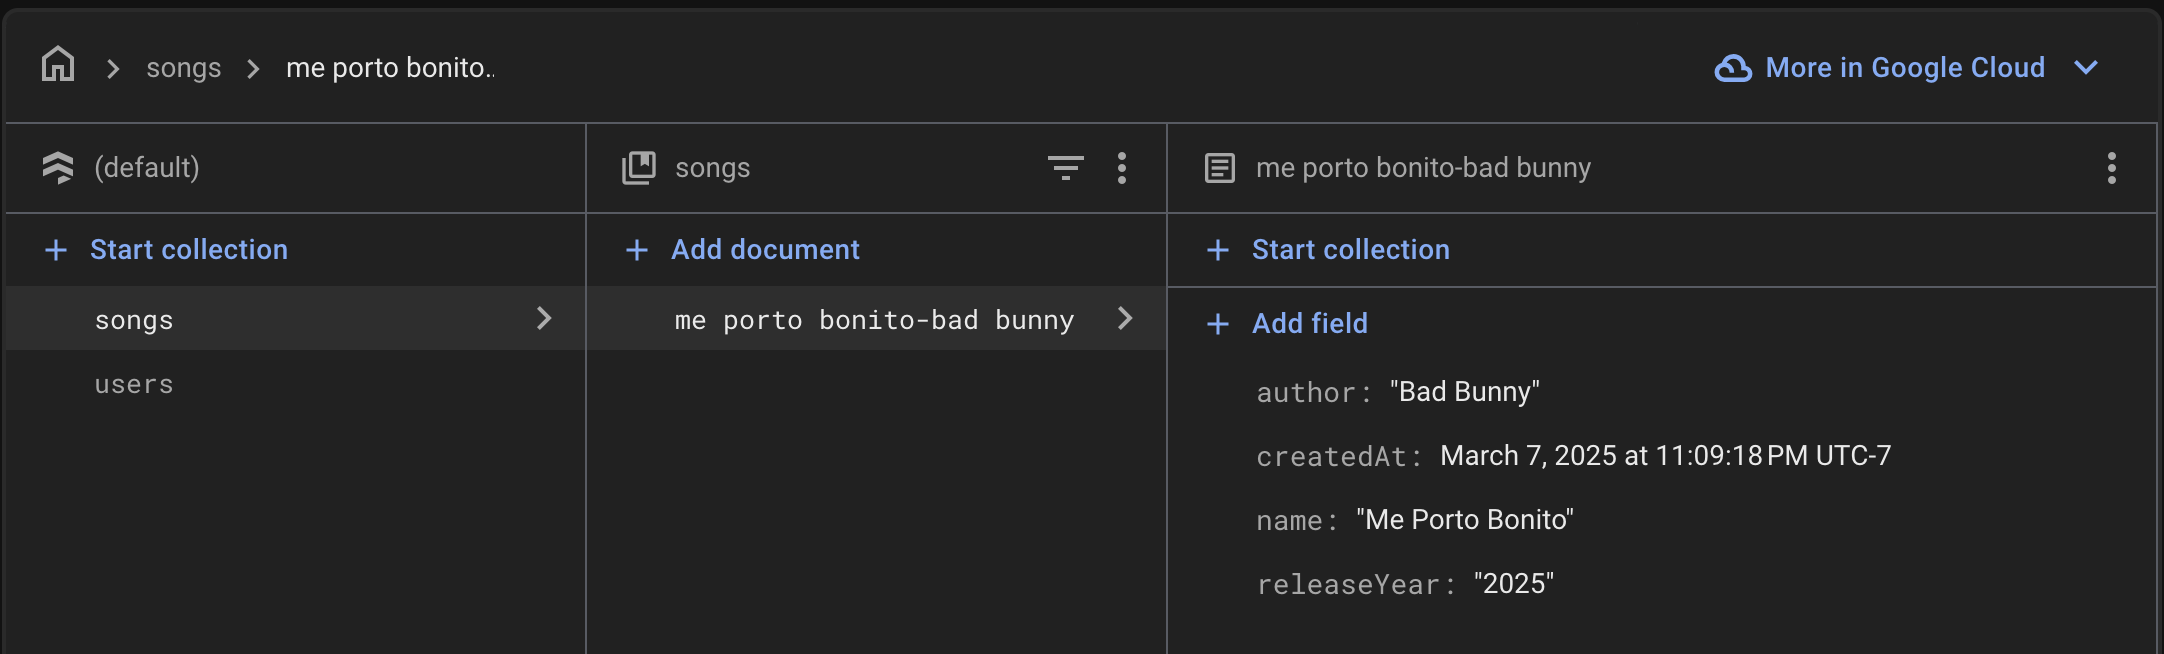 songs me porto bonito..
More in Google Cloud
(default)
songs
me porto bonito-bad bunny
Start collection
Add document
Start collection
songs
me porto bonito-bad bunny
Add field
users
author: "Bad Bunny"
createdAt: March 7, 2025 at 11:09:18 PM UTC-7
name: "Me Porto Bonito"
releaseYear: "2025"